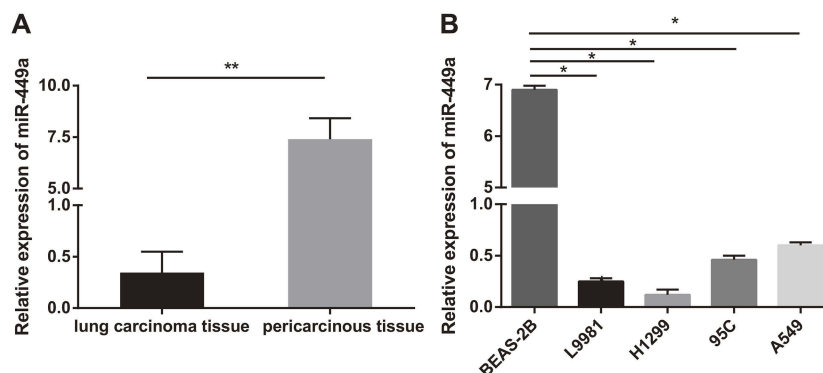 A
Relative expression of miR-449a
10.0
7.5
5.0
1.0
0.5
0.0
**
lung carcinoma tissue
pericarcinous tissue
B
Relative expression of miR-449a
7
6
5
1.0
0.5
0.0
*
*
*
*
BEAS-2B
L9981
H1299
95C
A549